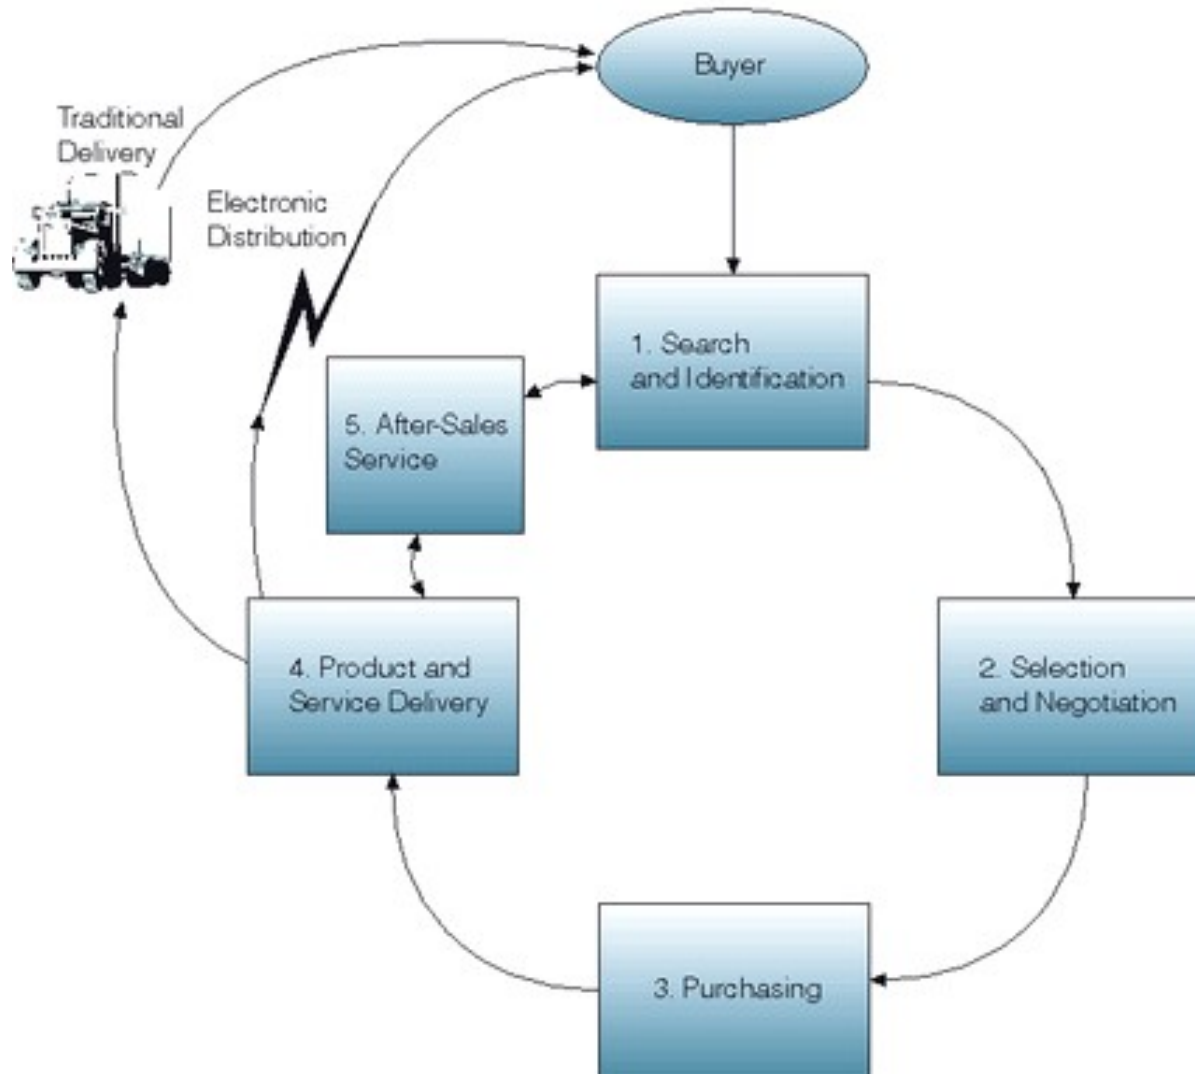 Buyer
Traditional
Delivery
Electronic
Distribution
1. Search
and Identification
5. After-Sales
Service
4. Product and
Service Delivery
2. Selection
and Negotiation
3. Purchasing